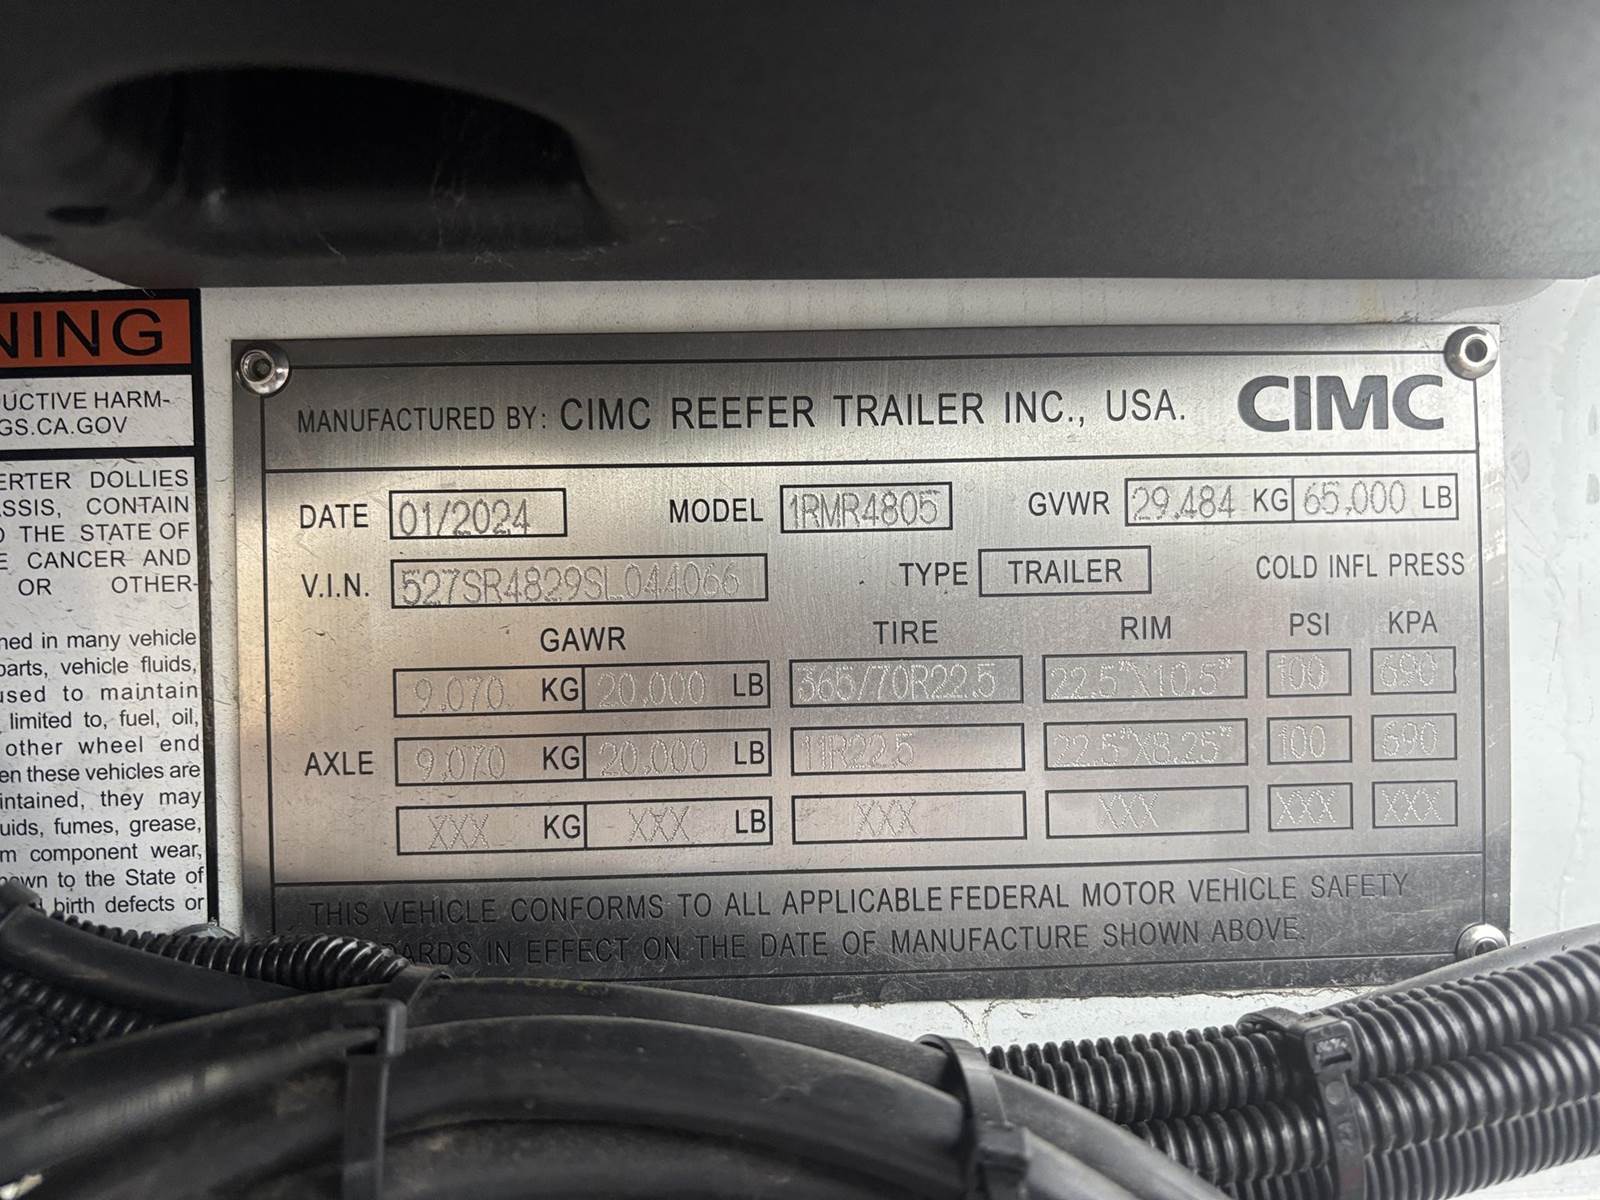 NING
UCTIVE HARM-
GS.CA.GOV
ERTER DOLLIES
ASSIS, CONTAIN
O THE STATE OF
E CANCER AND
OR OTHER-
ned in many vehicle
parts, vehicle fluids,
used to maintain
limited to, fuel, oil,
other wheel end
en these vehicles are
intained, they may
uids, fumes, grease,
m component wear,
own to the State of
birth defects or
MANUFACTURED BY: CIMC REEFER TRAILER INC., USA. CIMC
DATE 01/2024 MODEL 1RMR4805 GVWR 29,484 KG 65,000 LB
V.I.N. 527SR4829SL044066 TYPE TRAILER COLD INFL PRESS
GAWR TIRE RIM PSI KPA
9,070 KG 20,000 LB 365/70R22.5 22.5"X10.5" 100 690
AXLE 9,070 KG 20,000 LB 11R22.5 22.5"X8.25" 100 690
XXX KG XXX LB XXX XXX XXX XXX
THIS VEHICLE CONFORMS TO ALL APPLICABLE FEDERAL MOTOR VEHICLE SAFETY
ARDS IN EFFECT ON THE DATE OF MANUFACTURE SHOWN ABOVE.